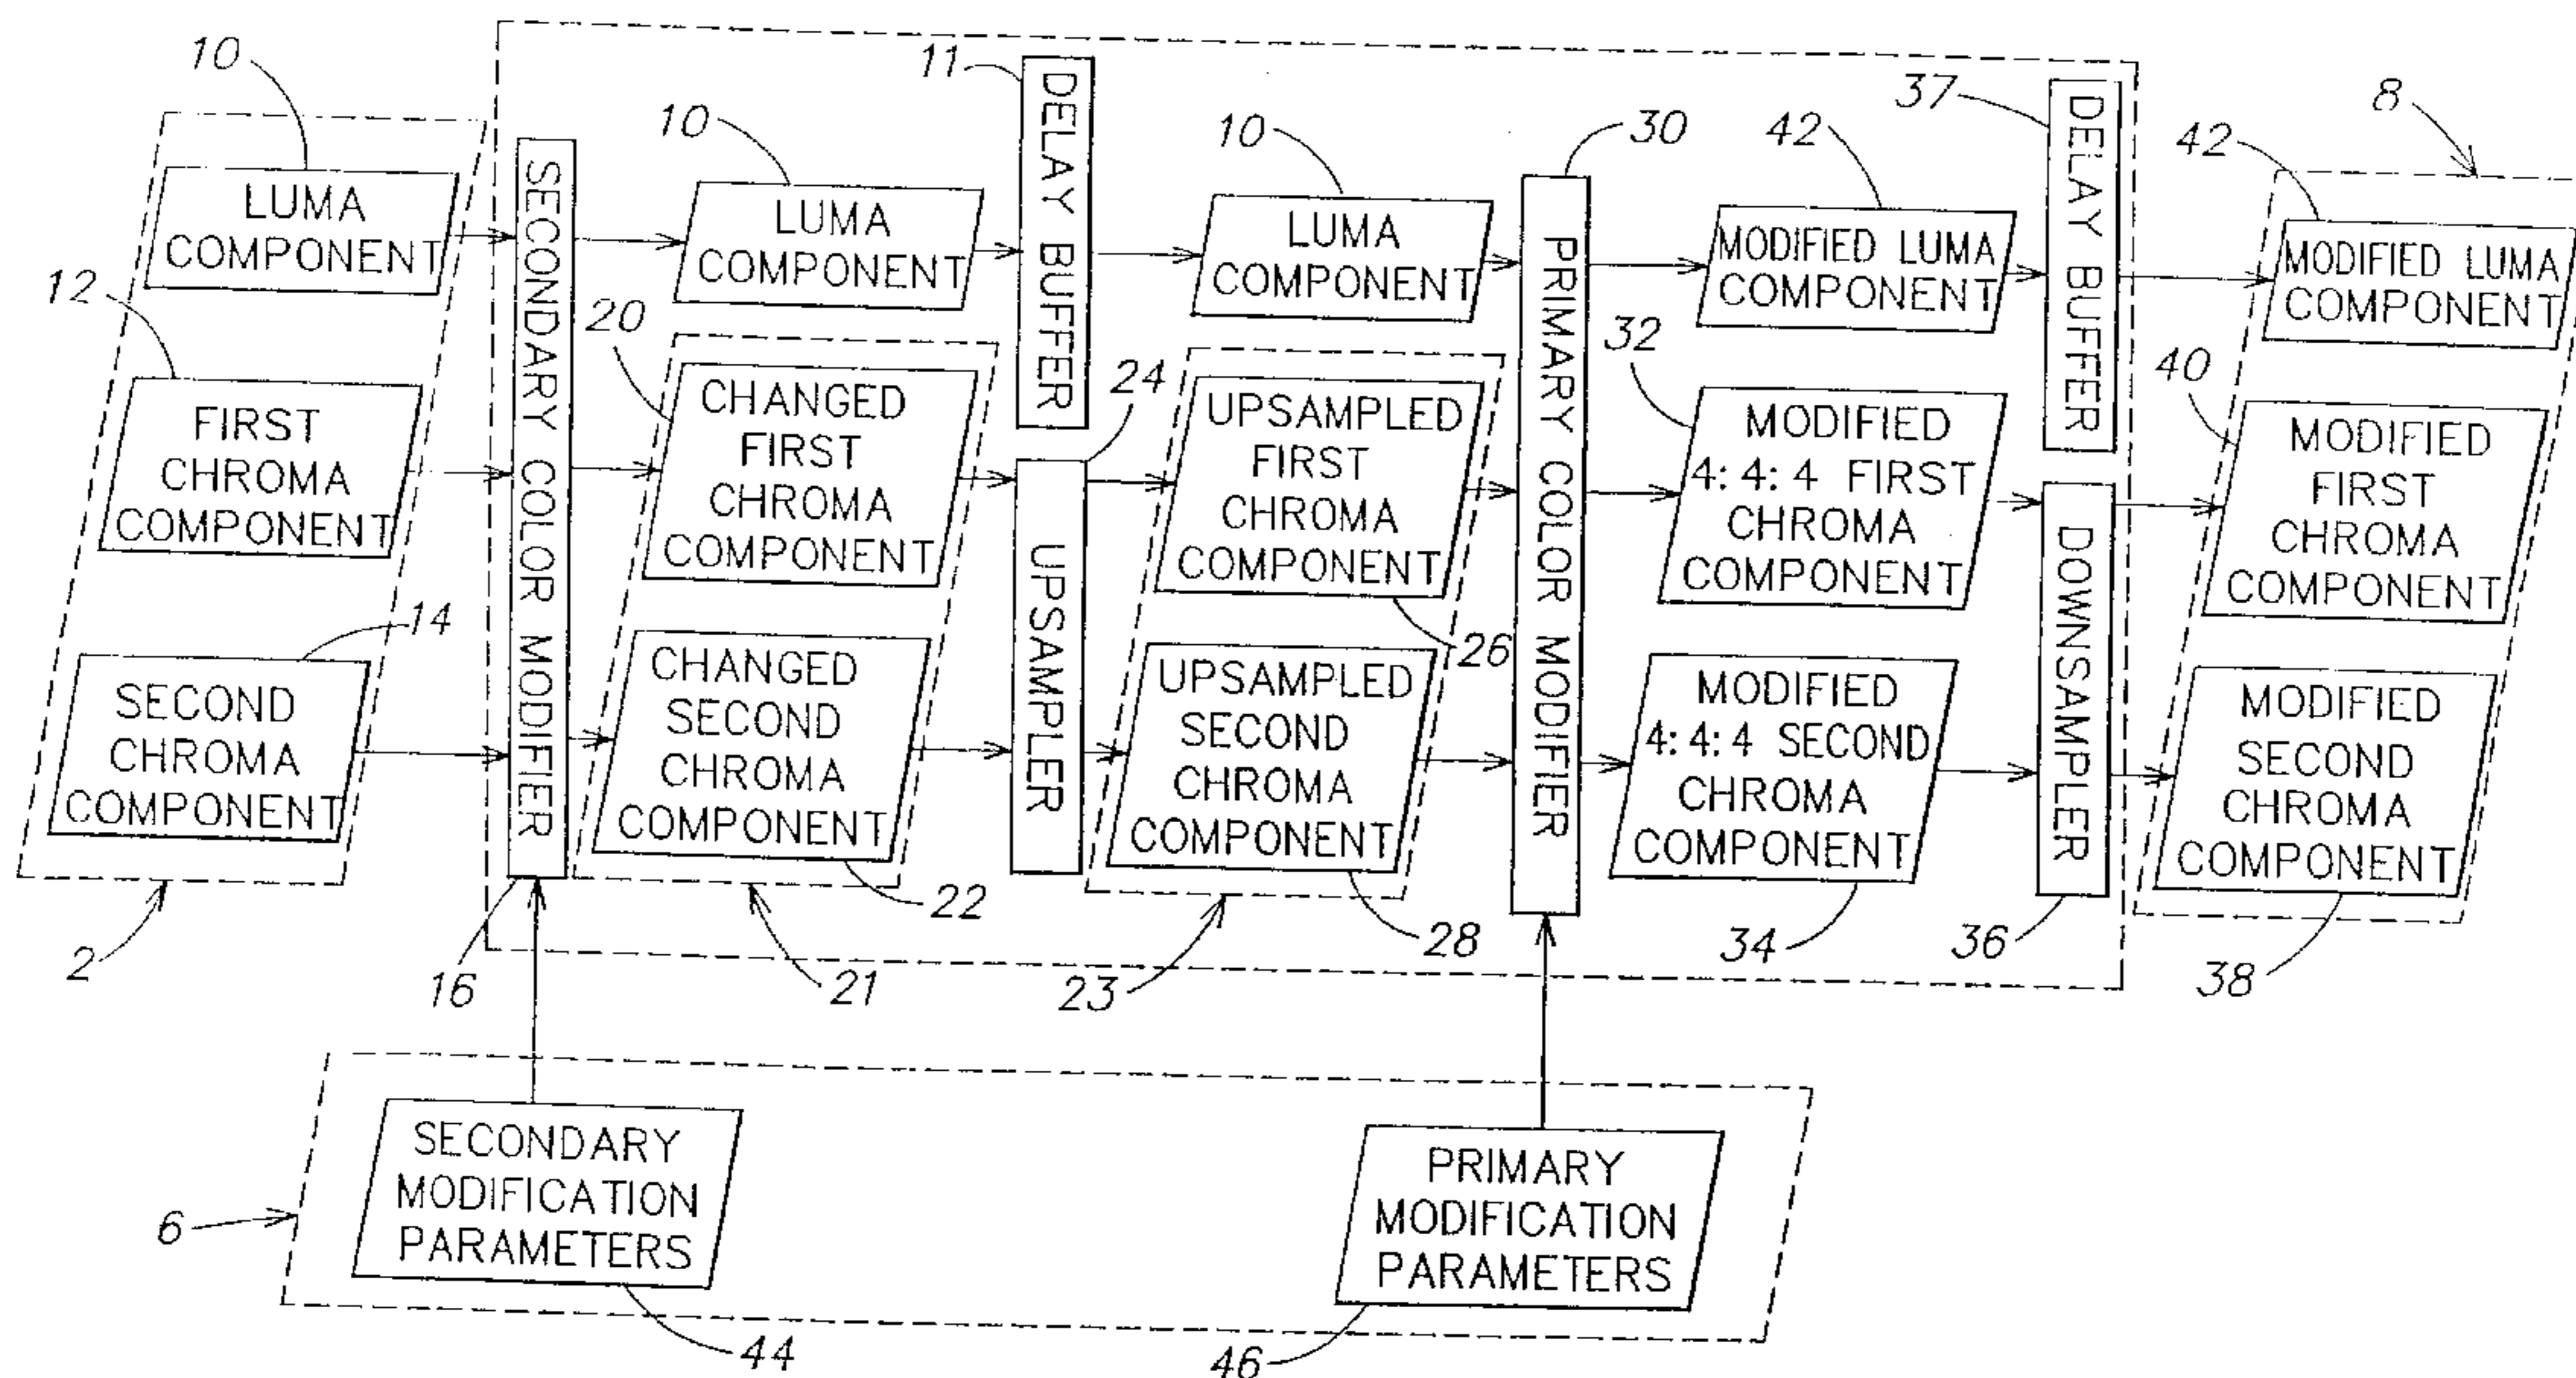 10
LUMA
COMPONENT
12
FIRST
CHROMA
COMPONENT
14
SECOND
CHROMA
COMPONENT
2
SECONDARY COLOR MODIFIER
16
10
LUMA
COMPONENT
20
CHANGED
FIRST
CHROMA
COMPONENT
CHANGED
SECOND
CHROMA
COMPONENT
22
21
11
DELAY BUFFER
24
UPSAMPLER
10
LUMA
COMPONENT
UPSAMPLED
FIRST
CHROMA
COMPONENT
26
UPSAMPLED
SECOND
CHROMA
COMPONENT
28
23
30
PRIMARY COLOR MODIFIER
42
MODIFIED LUMA
COMPONENT
32
MODIFIED
4:4:4 FIRST
CHROMA
COMPONENT
MODIFIED
4:4:4 SECOND
CHROMA
COMPONENT
34
37
DELAY BUFFER
DOWNSAMPLER
36
8
42
MODIFIED LUMA
COMPONENT
40
MODIFIED
FIRST
CHROMA
COMPONENT
MODIFIED
SECOND
CHROMA
COMPONENT
38
6
SECONDARY
MODIFICATION
PARAMETERS
44
PRIMARY
MODIFICATION
PARAMETERS
46